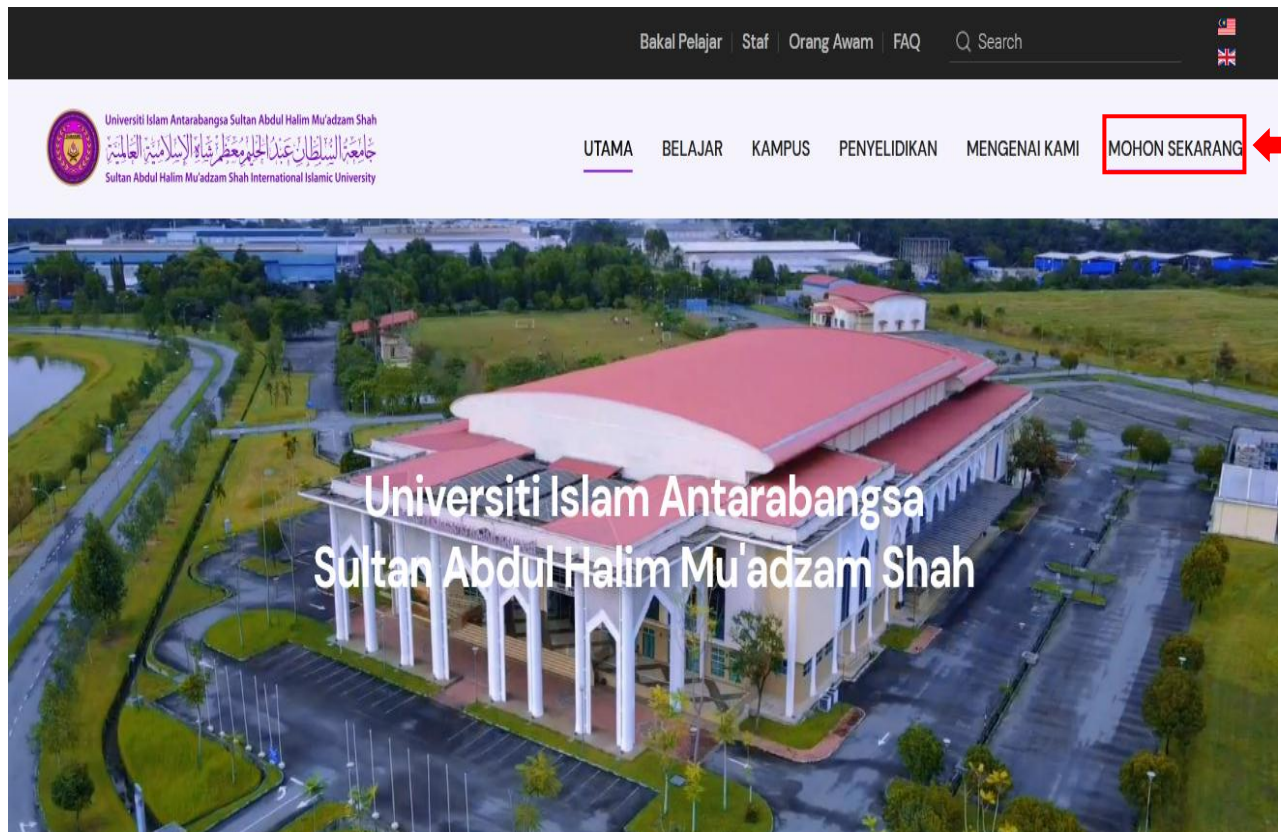 Bakal Pelajar | Staf | Orang Awam | FAQ Search
Universiti Islam Antarabangsa Sultan Abdul Halim Mu'adzam Shah
جامعة السلطان عبد الحليم معظم شاه الإسلامية العالمية
Sultan Abdul Halim Mu'adzam Shah International Islamic University
UTAMA BELAJAR KAMPUS PENYELIDIKAN MENGENAI KAMI MOHON SEKARANG
Universiti Islam Antarabangsa
Sultan Abdul Halim Mu'adzam Shah